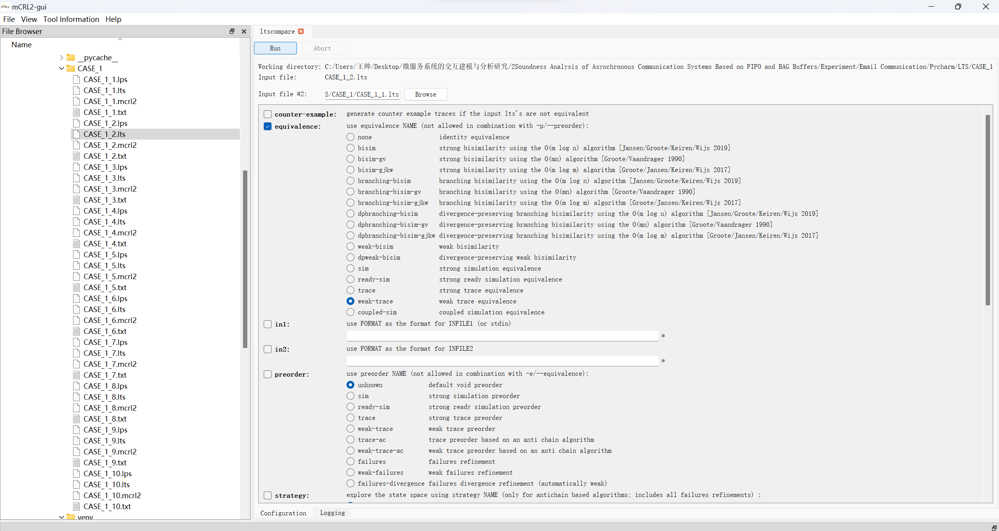 mCRL2-gui
File View Tool Information Help
File Browser
Name
__pycache__
CASE_1
CASE_1_1.lps
CASE_1_1.lts
CASE_1_1.mcrl2
CASE_1_1.txt
CASE_1_2.lps
CASE_1_2.lts
CASE_1_2.mcrl2
CASE_1_2.txt
CASE_1_3.lps
CASE_1_3.lts
CASE_1_3.mcrl2
CASE_1_3.txt
CASE_1_4.lps
CASE_1_4.lts
CASE_1_4.mcrl2
CASE_1_4.txt
CASE_1_5.lps
CASE_1_5.lts
CASE_1_5.mcrl2
CASE_1_5.txt
CASE_1_6.lps
CASE_1_6.lts
CASE_1_6.mcrl2
CASE_1_6.txt
CASE_1_7.lps
CASE_1_7.lts
CASE_1_7.mcrl2
CASE_1_7.txt
CASE_1_8.lps
CASE_1_8.lts
CASE_1_8.mcrl2
CASE_1_8.txt
CASE_1_9.lps
CASE_1_9.lts
CASE_1_9.mcrl2
CASE_1_9.txt
CASE_1_10.lps
CASE_1_10.lts
CASE_1_10.mcrl2
CASE_1_10.txt
venv
ltscompare
Run Abort
Working directory: C:/Users/王帅/Desktop/微服务系统的交互建模与分析研究/2Soundness Analysis of Asynchronous Communication Systems Based on FIFO and BAG Buffers/Experiment/Email Communication/Pycharm/LTS/CASE_1
Input file: CASE_1_2.lts
Input file #2: S/CASE_1/CASE_1_1.lts Browse
counter-example: generate counter example traces if the input lts's are not equivalent
equivalence: use equivalence NAME (not allowed in combination with -p/--preorder):
none identity equivalence
bisim strong bisimilarity using the O(m log n) algorithm [Jansen/Groote/Keiren/Wijs 2019]
bisim-gv strong bisimilarity using the O(mn) algorithm [Groote/Vaandrager 1990]
bisim-gjkw strong bisimilarity using the O(m log m) algorithm [Groote/Jansen/Keiren/Wijs 2017]
branching-bisim branching bisimilarity using the O(m log n) algorithm [Jansen/Groote/Keiren/Wijs 2019]
branching-bisim-gv branching bisimilarity using the O(mn) algorithm [Groote/Vaandrager 1990]
branching-bisim-gjkw branching bisimilarity using the O(m log m) algorithm [Groote/Jansen/Keiren/Wijs 2017]
dpbranching-bisim divergence-preserving branching bisimilarity using the O(m log n) algorithm [Jansen/Groote/Keiren/Wijs 2019]
dpbranching-bisim-gv divergence-preserving branching bisimilarity using the O(mn) algorithm [Groote/Vaandrager 1990]
dpbranching-bisim-gjkw divergence-preserving branching bisimilarity using the O(m log m) algorithm [Groote/Jansen/Keiren/Wijs 2017]
weak-bisim weak bisimilarity
dpweak-bisim divergence-preserving weak bisimilarity
sim strong simulation equivalence
ready-sim strong ready simulation equivalence
trace strong trace equivalence
weak-trace weak trace equivalence
coupled-sim coupled simulation equivalence
in1: use FORMAT as the format for INFILE1 (or stdin)
*
in2: use FORMAT as the format for INFILE2
*
preorder: use preorder NAME (not allowed in combination with -e/--equivalence):
unknown default void preorder
sim strong simulation preorder
ready-sim strong ready simulation preorder
trace strong trace preorder
weak-trace weak trace preorder
trace-ac trace preorder based on an anti chain algorithm
weak-trace-ac weak trace preorder based on an anti chain algorithm
failures failures refinement
weak-failures weak failures refinement
failures-divergence failures divergence refinement (automatically weak)
strategy: explore the state space using strategy NAME (only for antichain based algorithms; includes all failures refinements) :
Configuration Logging